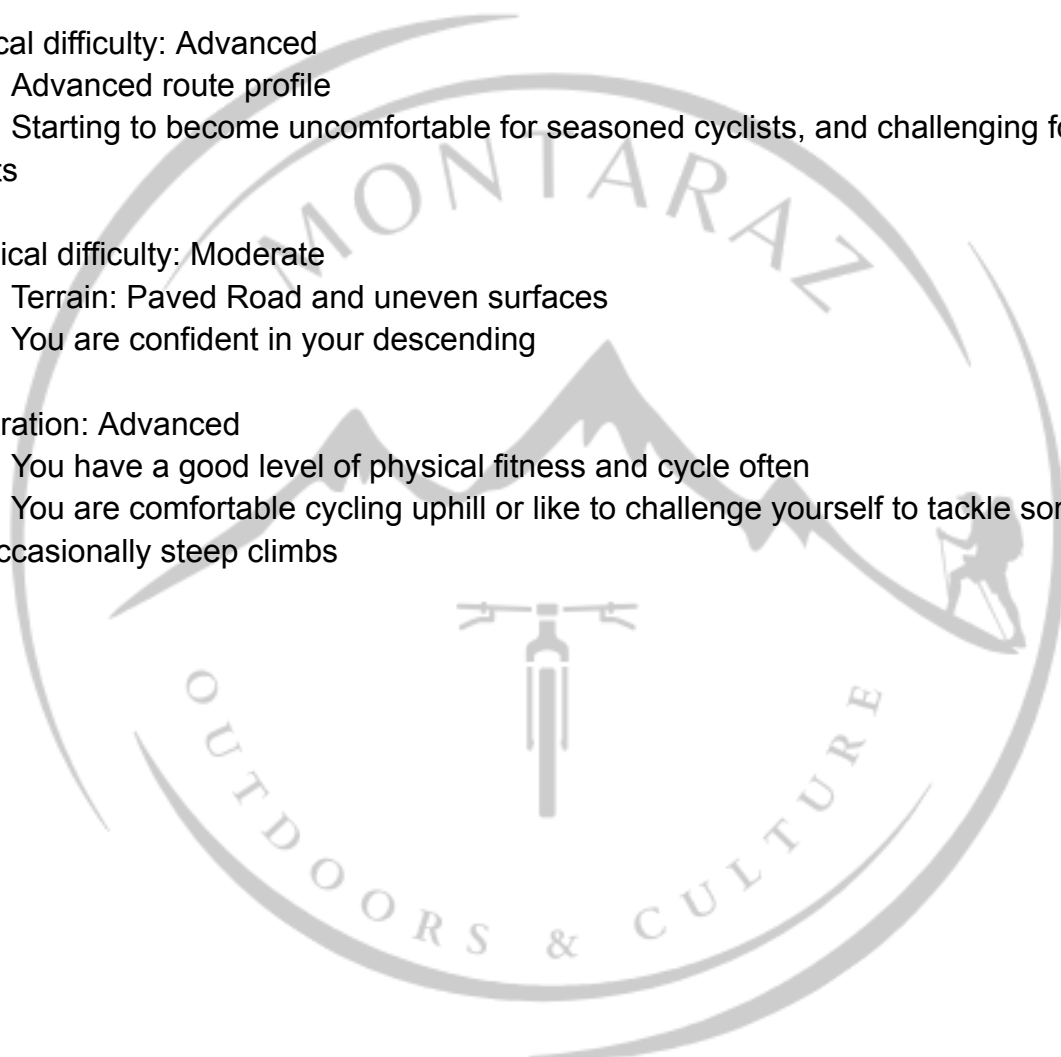 cal difficulty: Advanced
Advanced route profile
Starting to become uncomfortable for seasoned cyclists, and challenging fo
ts
ical difficulty: Moderate
Terrain: Paved Road and uneven surfaces
You are confident in your descending
ration: Advanced
You have a good level of physical fitness and cycle often
You are comfortable cycling uphill or like to challenge yourself to tackle sor
ccasionally steep climbs
MONTARAZ
OUTDOORS & CULTURE